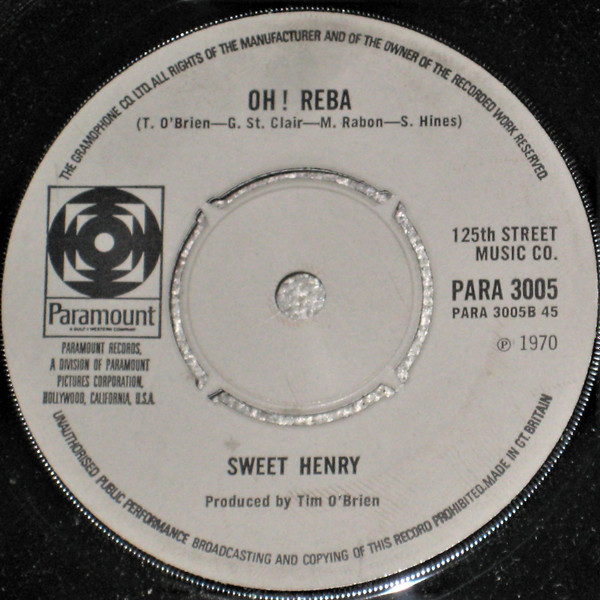 THE GRAMOPHONE CO. LTD. ALL RIGHTS OF THE MANUFACTURER AND OF THE OWNER OF THE RECORDED WORK RESERVED.
OH! REBA
(T. O'Brien—G. St. Clair—M. Rabon—S. Hines)
Paramount
A GULF + WESTERN COMPANY
PARAMOUNT RECORDS,
A DIVISION OF PARAMOUNT
PICTURES CORPORATION,
HOLLYWOOD, CALIFORNIA, U.S.A.
125th STREET
MUSIC CO.
PARA 3005
PARA 3005B 45
℗ 1970
SWEET HENRY
Produced by Tim O'Brien
UNAUTHORISED PUBLIC PERFORMANCE BROADCASTING AND COPYING OF THIS RECORD PROHIBITED. MADE IN GT. BRITAIN